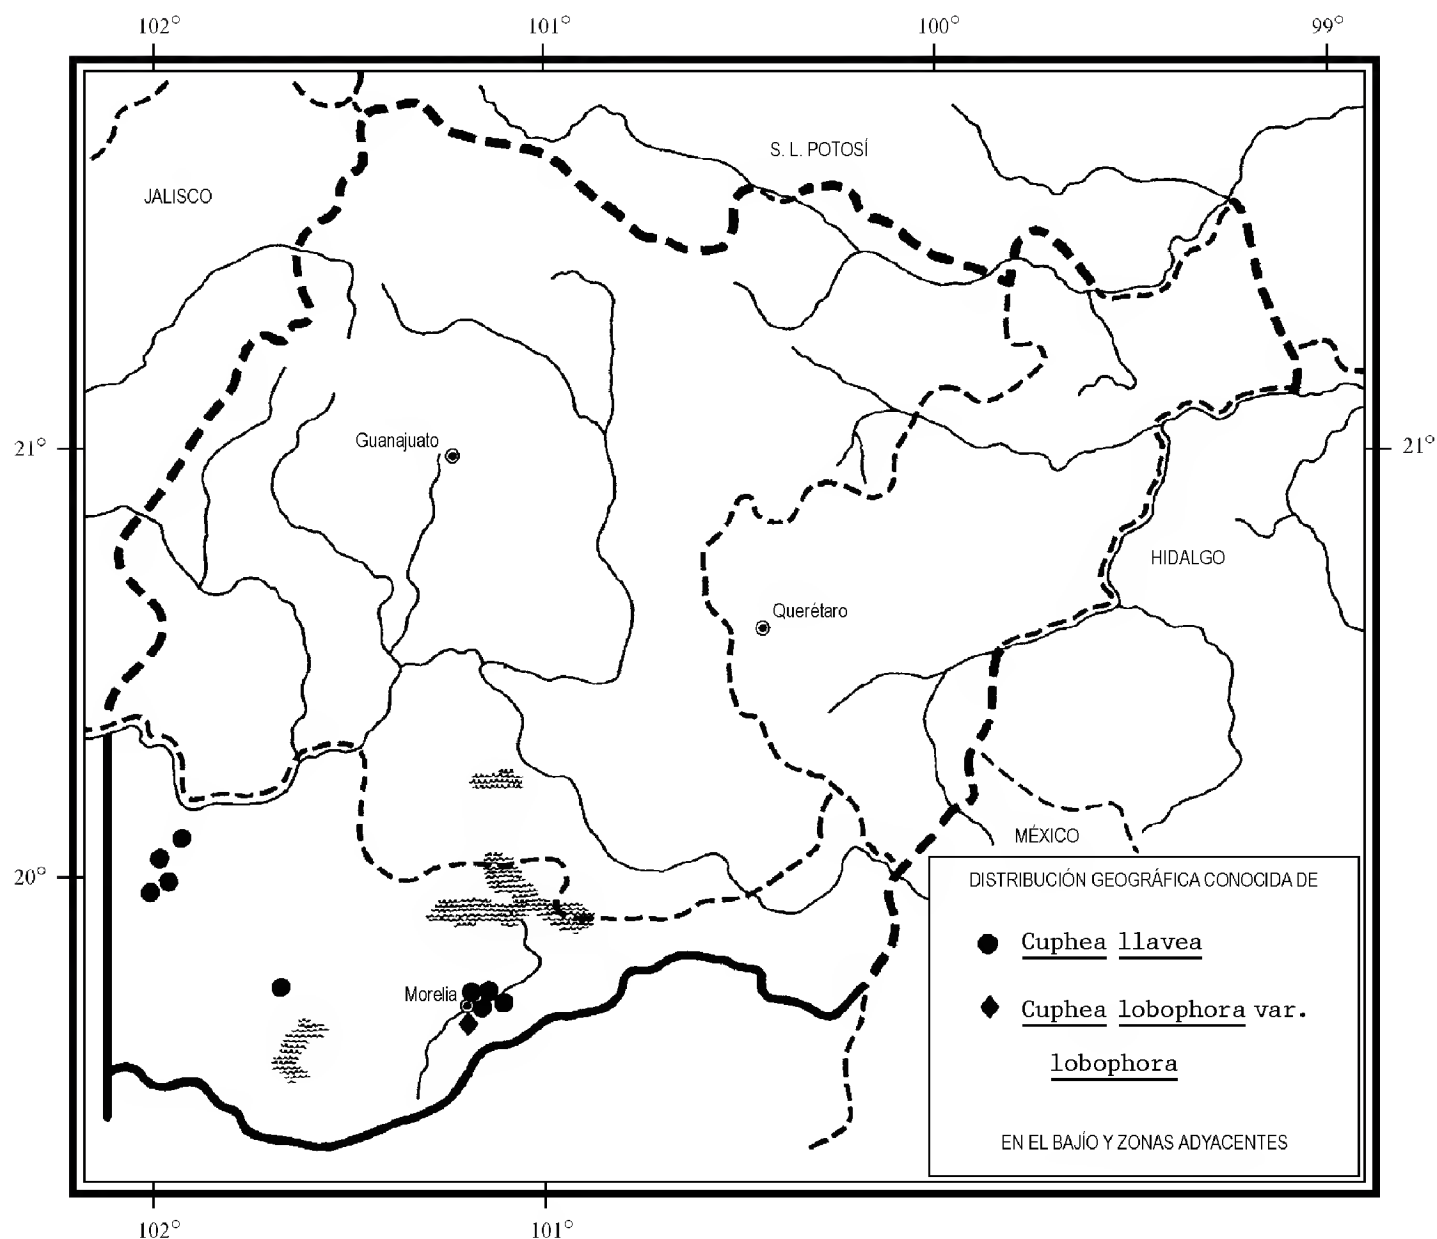 102° 101° 100° 99°
S. L. POTOSÍ
JALISCO
Guanajuato
21° 21°
HIDALGO
Querétaro
MÉXICO
20°
DISTRIBUCIÓN GEOGRÁFICA CONOCIDA DE
Cuphea llavea
Morelia
Cuphea lobophora var.
lobophora
EN EL BAJÍO Y ZONAS ADYACENTES
102° 101°